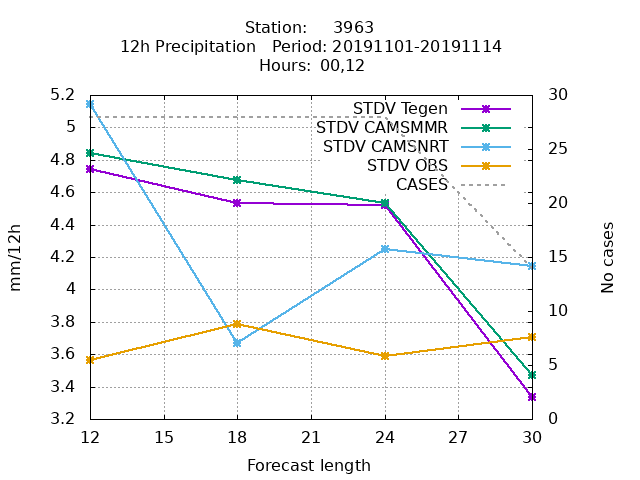 Station:     3963
12h Precipitation   Period: 20191101-20191114
Hours:  00,12
STDV Tegen
STDV CAMSMMR
STDV CAMSNRT
STDV OBS
CASES
5.2
5
4.8
4.6
4.4
4.2
4
3.8
3.6
3.4
3.2
30
25
20
15
10
5
0
mm/12h
No cases
12 15 18 21 24 27 30
Forecast length